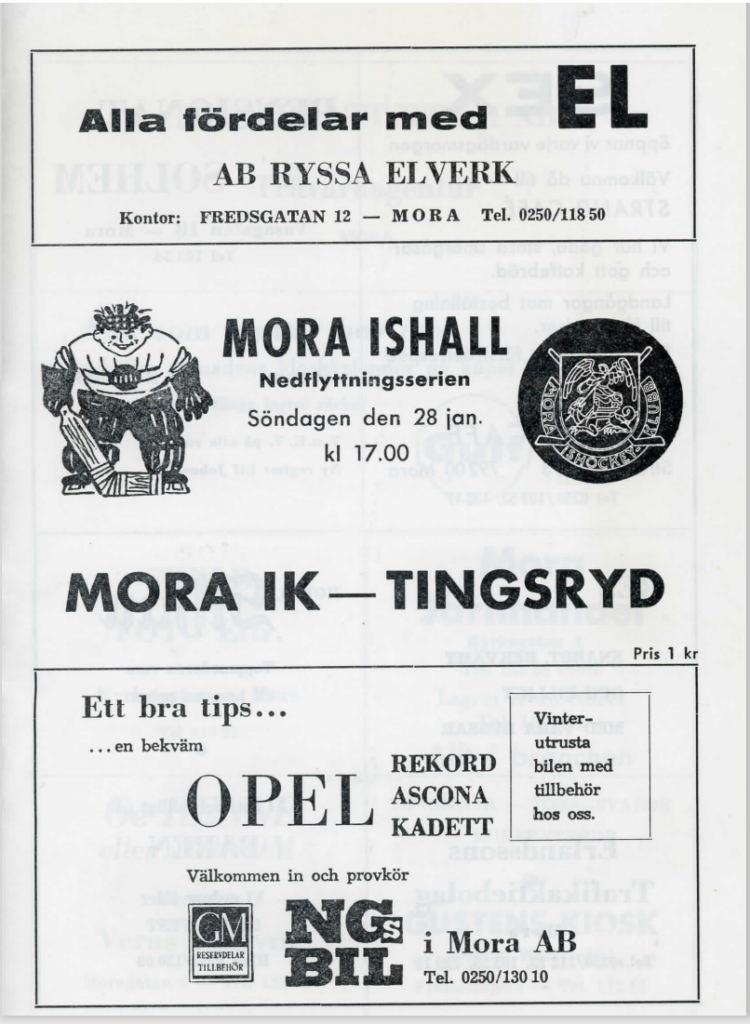 Alla fördelar med EL
AB RYSSA ELVERK
Kontor: FREDSGATAN 12 — MORA Tel. 0250/118 50
MORA ISHALL
Nedflyttningsserien
Söndagen den 28 jan.
kl 17.00
MORA ISHOCKEY-KLUBB
MORA IK — TINGSRYD
Pris 1 kr
Ett bra tips...
...en bekväm
OPEL
REKORD
ASCONA
KADETT
Vinter-
utrusta
bilen med
tillbehör
hos oss.
Välkommen in och provkör
GM
RESERVDELAR
TILLBEHÖR
NGs
BIL
i Mora AB
Tel. 0250/130 10